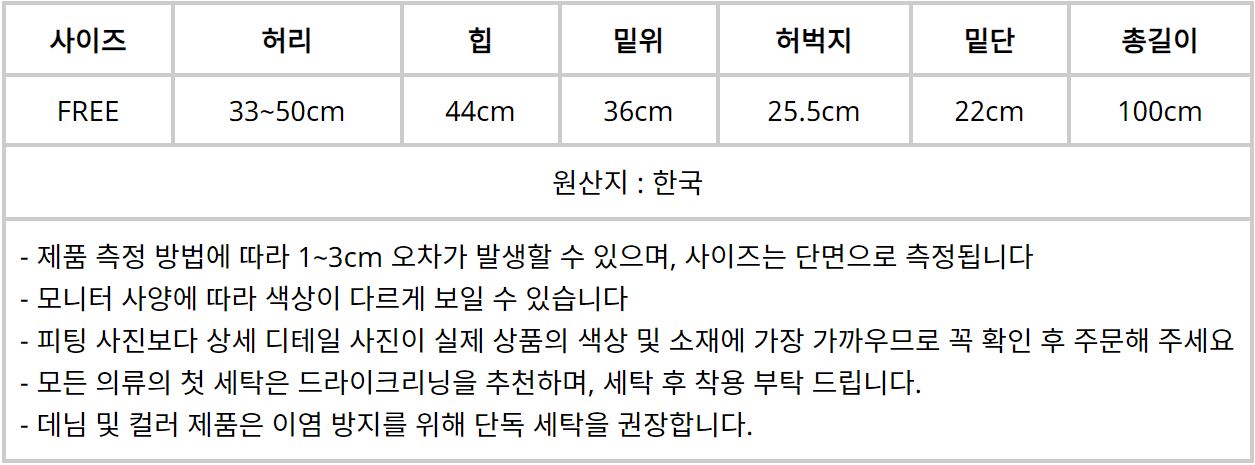 사이즈 허리 힙 밑위 허벅지 밑단 총길이
FREE 33~50cm 44cm 36cm 25.5cm 22cm 100cm
원산지 : 한국
- 제품 측정 방법에 따라 1~3cm 오차가 발생할 수 있으며, 사이즈는 단면으로 측정됩니다
- 모니터 사양에 따라 색상이 다르게 보일 수 있습니다
- 피팅 사진보다 상세 디테일 사진이 실제 상품의 색상 및 소재에 가장 가까우므로 꼭 확인 후 주문해 주세요
- 모든 의류의 첫 세탁은 드라이크리닝을 추천하며, 세탁 후 착용 부탁 드립니다.
- 데님 및 컬러 제품은 이염 방지를 위해 단독 세탁을 권장합니다.